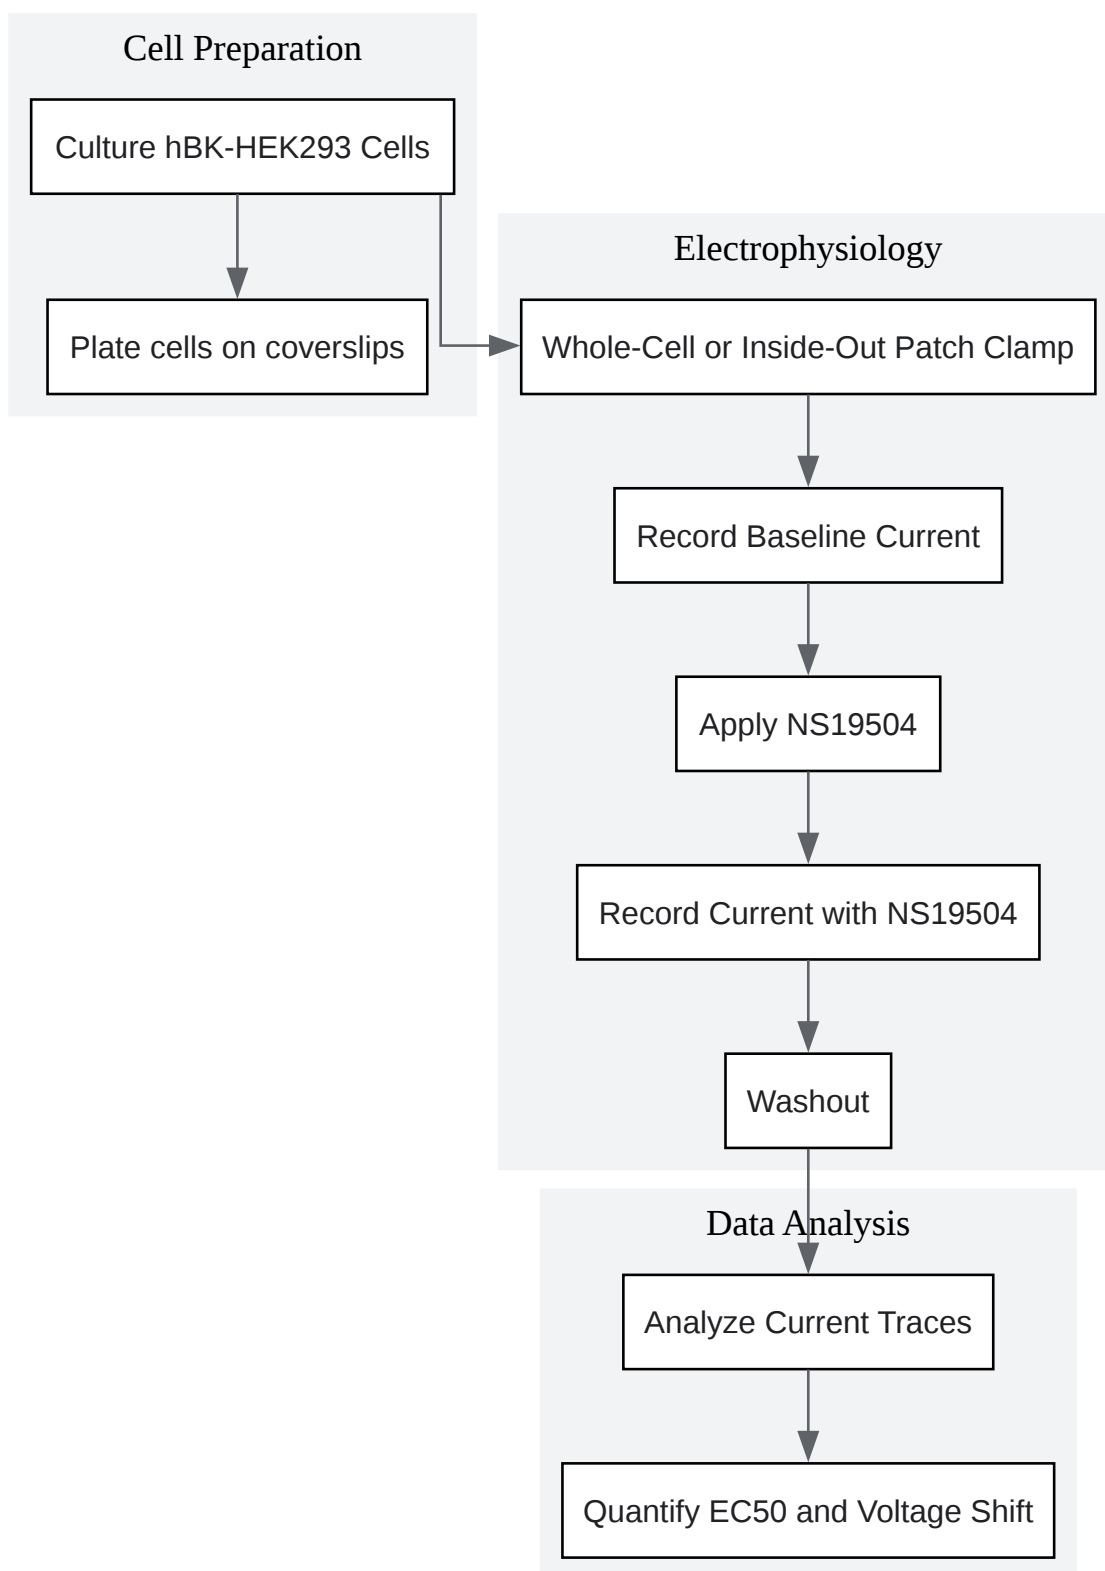 Cell Preparation
Culture hBK-HEK293 Cells
Plate cells on coverslips
Electrophysiology
Whole-Cell or Inside-Out Patch Clamp
Record Baseline Current
Apply NS19504
Record Current with NS19504
Washout
Data Analysis
Analyze Current Traces
Quantify EC50 and Voltage Shift